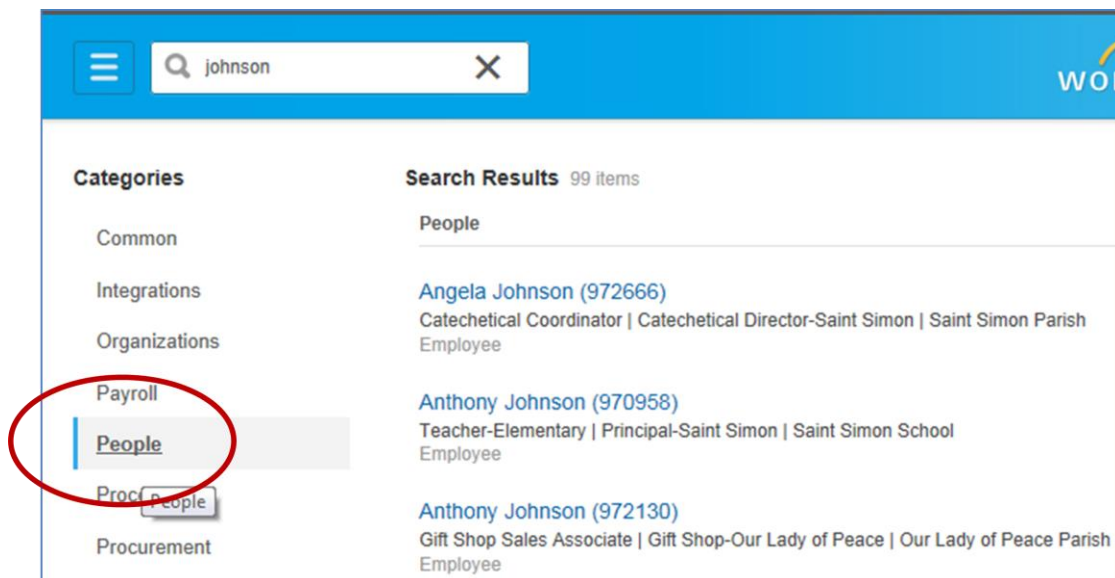 johnson
Categories
Common
Integrations
Organizations
Payroll
People
People
Procurement
Search Results 99 items
People
Angela Johnson (972666)
Catechetical Coordinator | Catechetical Director-Saint Simon | Saint Simon Parish
Employee
Anthony Johnson (970958)
Teacher-Elementary | Principal-Saint Simon | Saint Simon School
Employee
Anthony Johnson (972130)
Gift Shop Sales Associate | Gift Shop-Our Lady of Peace | Our Lady of Peace Parish
Employee